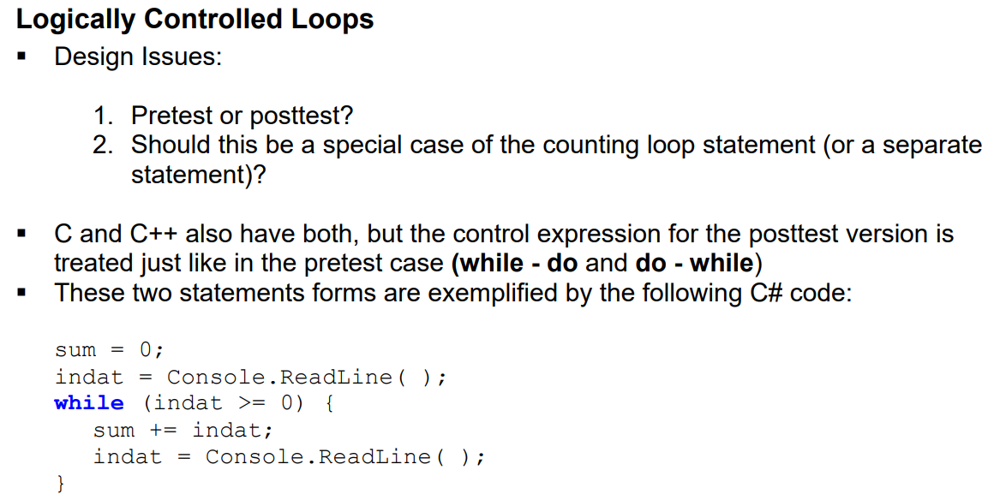 Logically Controlled Loops
▪ Design Issues:
1. Pretest or posttest?
2. Should this be a special case of the counting loop statement (or a separate
statement)?
▪ C and C++ also have both, but the control expression for the posttest version is
treated just like in the pretest case (while - do and do - while)
▪ These two statements forms are exemplified by the following C# code:
sum = 0;
indat = Console.ReadLine( );
while (indat >= 0) {
sum += indat;
indat = Console.ReadLine( );
}